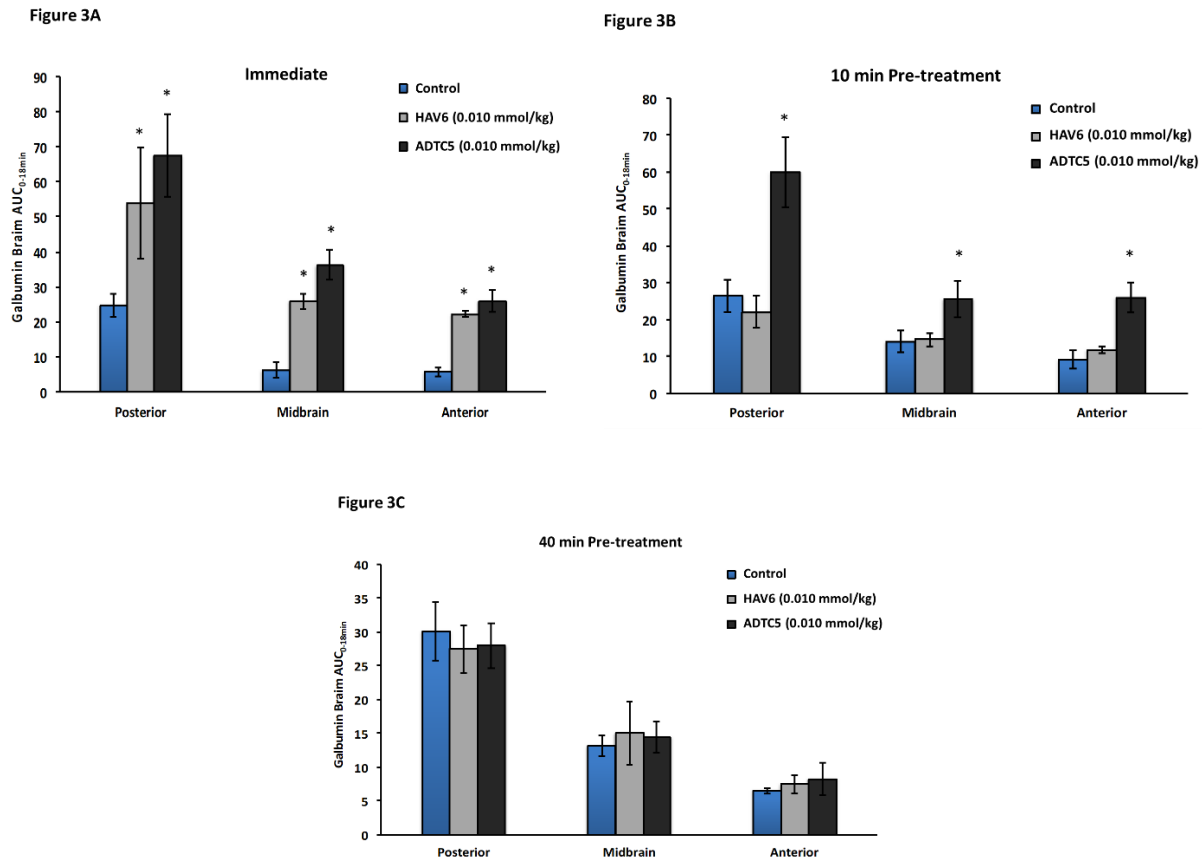 Figure 3A
Immediate
Control
HAV6 (0.010 mmol/kg)
ADTC5 (0.010 mmol/kg)
Galbumin Braim AUC0-18min
90
80
70
60
50
40
30
20
10
0
*
*
*
*
*
*
Posterior Midbrain Anterior
Figure 3B
10 min Pre-treatment
Control
HAV6 (0.010 mmol/kg)
ADTC5 (0.010 mmol/kg)
Galbumin Braim AUC0-18min
80
70
60
50
40
30
20
10
0
*
*
*
Posterior Midbrain Anterior
Figure 3C
40 min Pre-treatment
Control
HAV6 (0.010 mmol/kg)
ADTC5 (0.010 mmol/kg)
Galbumin Braim AUC0-18min
40
35
30
25
20
15
10
5
0
Posterior Midbrain Anterior